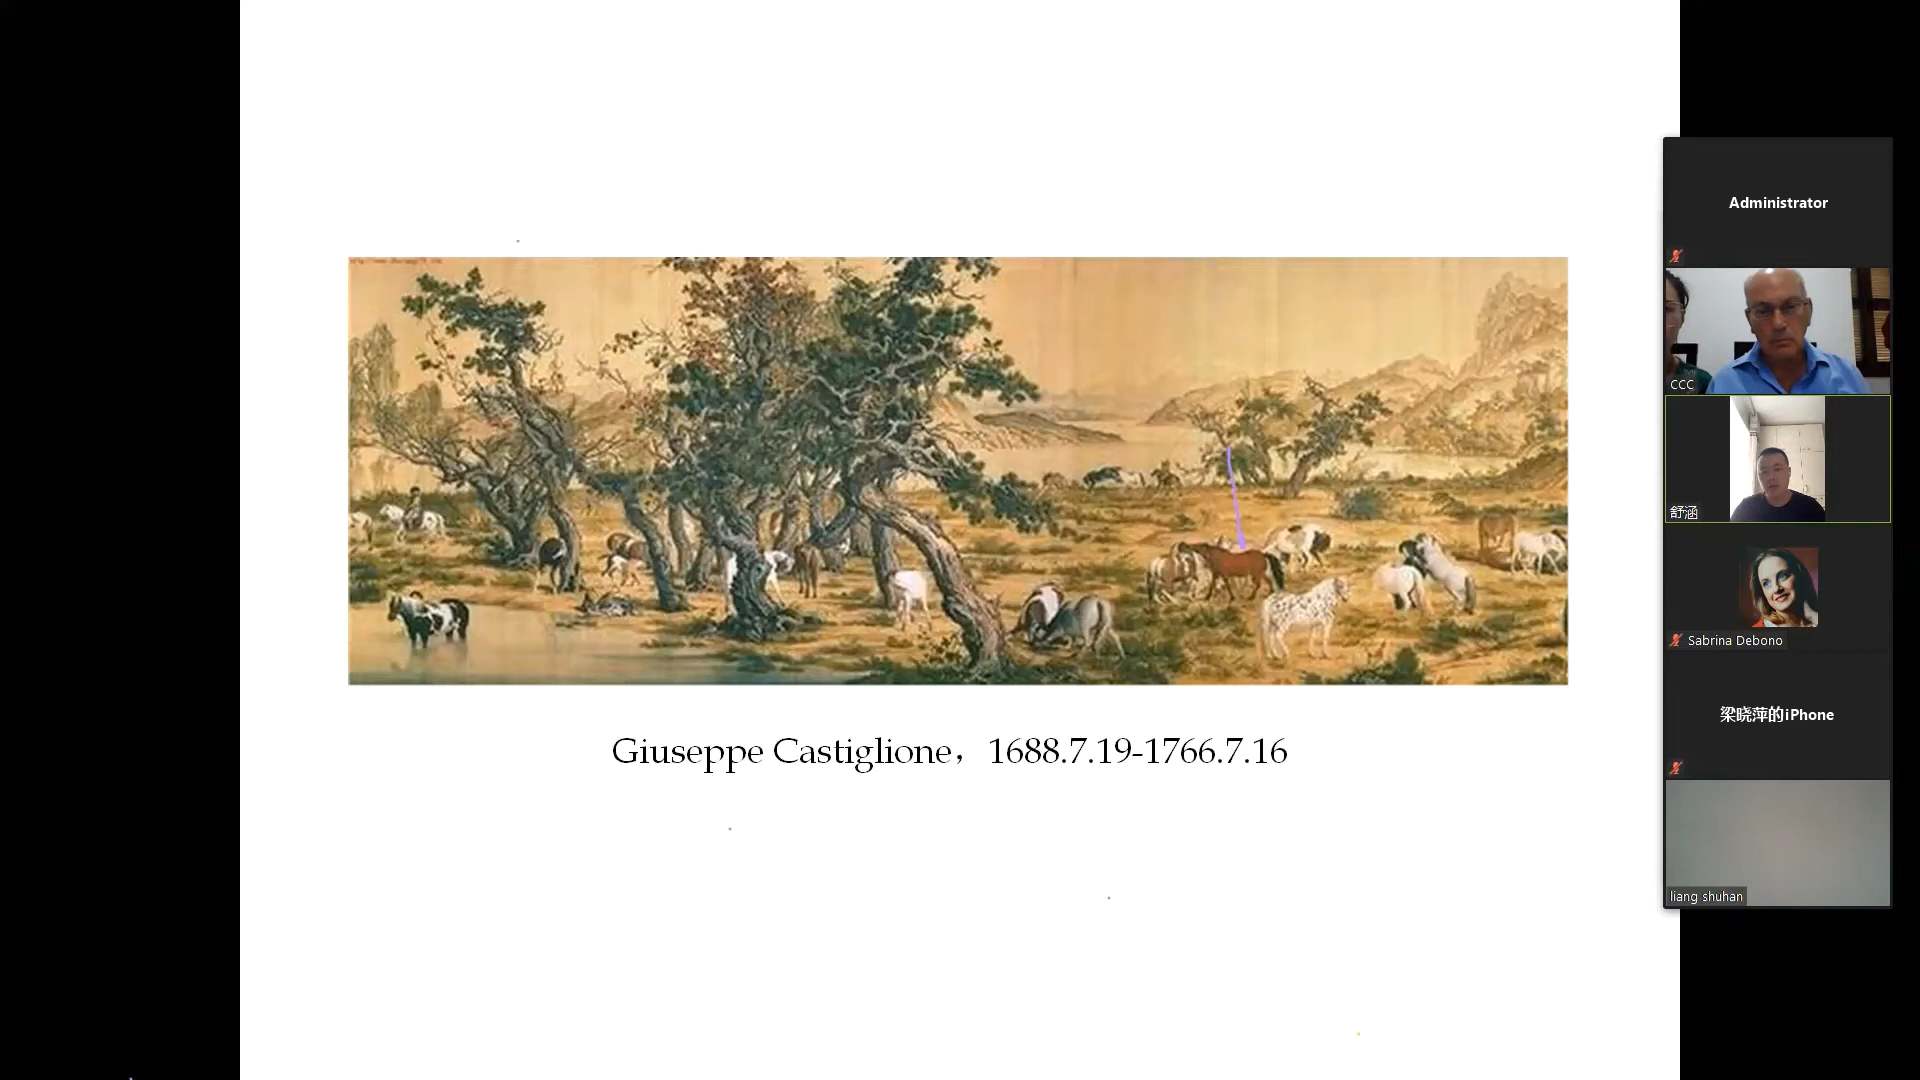 Giuseppe Castiglione，1688.7.19-1766.7.16
Administrator
CCC
舒涵
Sabrina Debono
梁晓萍的iPhone
liang shuhan